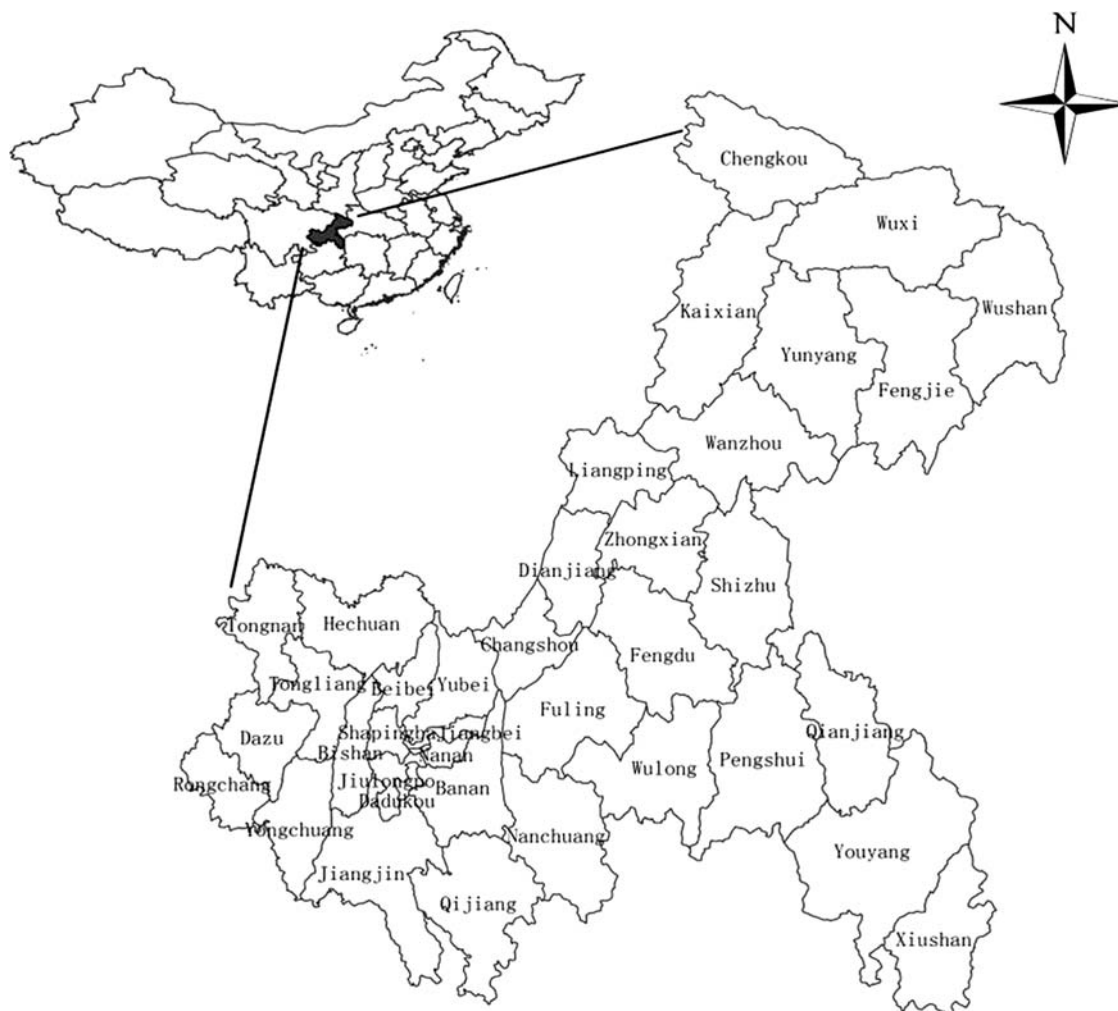 N
Chengkou
Wuxi
Kaixian
Wushan
Yunyang
Fengjie
Wanzhou
Liangping
Zhongxian
Dianjiang
Shizhu
Tongnan
Hechuan
Changshou
Fengdu
Tongliang
Beibei
Yubei
Fuling
Dazu
Shapingba
Jiangbei
Qianjiang
Bishan
Nanan
Pengshui
Wulong
Rongchang
Jiulongpo
Banan
Dadukou
Yongchuang
Nanchuang
Youyang
Jiangjin
Qijiang
Xiushan